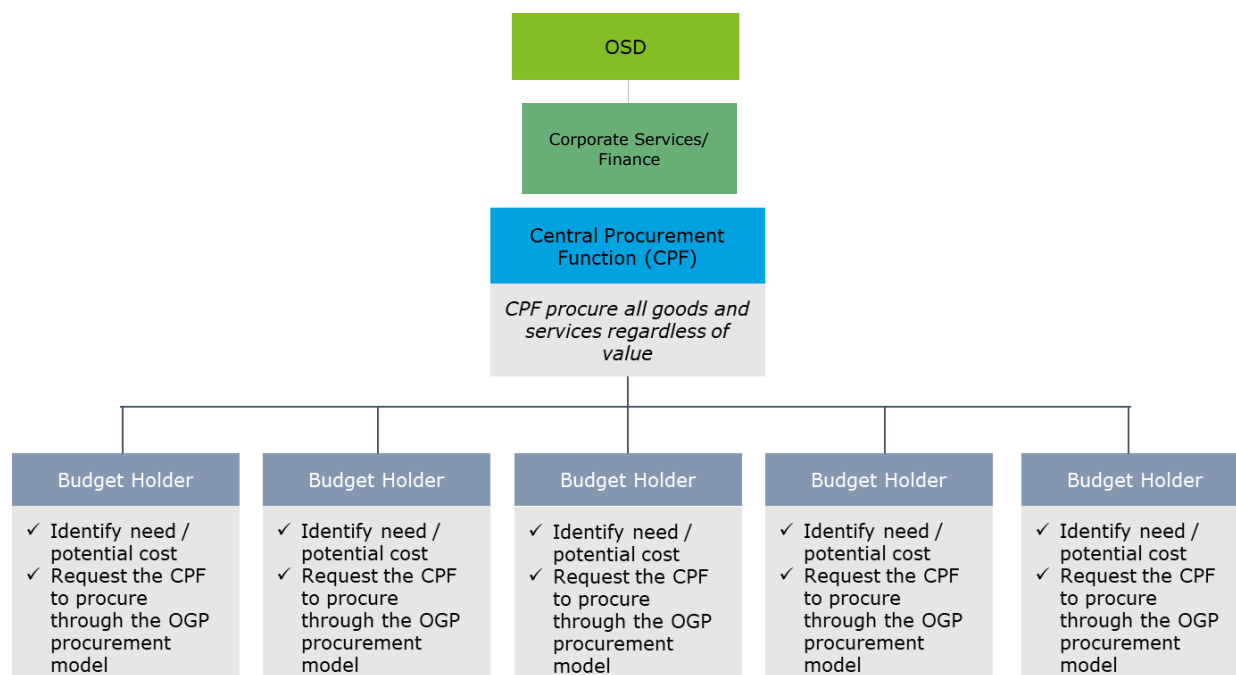 OSD
Corporate Services/
Finance
Central Procurement
Function (CPF)
CPF procure all goods and
services regardless of
value
Budget Holder
✓ Identify need /
potential cost
✓ Request the CPF
to procure
through the OGP
procurement
model
Budget Holder
✓ Identify need /
potential cost
✓ Request the CPF
to procure
through the OGP
procurement
model
Budget Holder
✓ Identify need /
potential cost
✓ Request the CPF
to procure
through the OGP
procurement
model
Budget Holder
✓ Identify need /
potential cost
✓ Request the CPF
to procure
through the OGP
procurement
model
Budget Holder
✓ Identify need /
potential cost
✓ Request the CPF
to procure
through the OGP
procurement
model